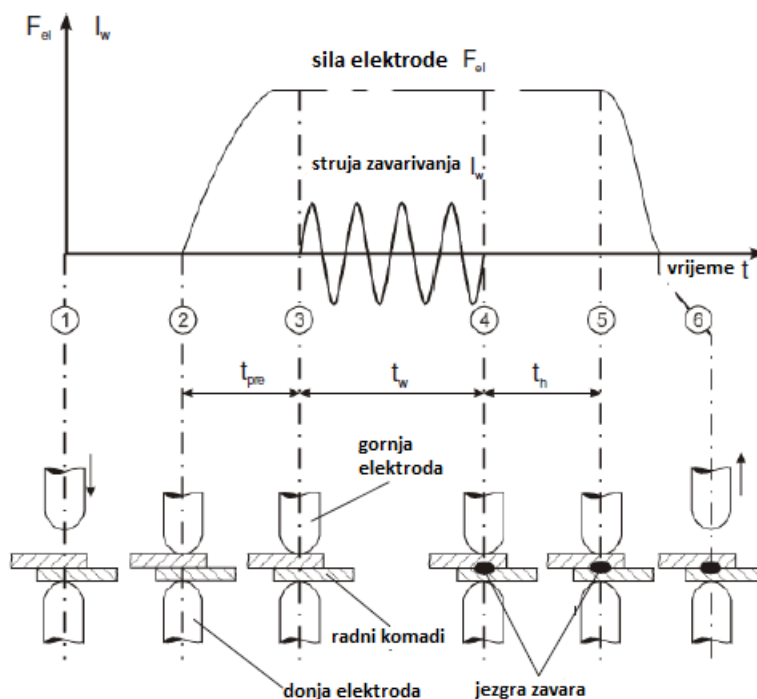 F_el I_w
sila elektrode F_el
struja zavarivanja I_w
vrijeme t
1 2 3 4 5 6
t_pre t_w t_h
gornja
elektroda
radni komadi
donja elektroda
jezgra zavara